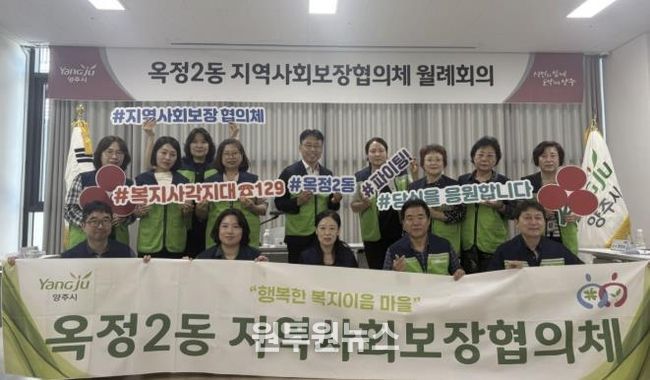 Yangju
양주시
옥정2동 지역사회보장협의체 월례회의
#지역사회보장 협의체
#복지사각지대 ☎129
#옥정2동
#파이팅!
#당신을 응원합니다
양주시
Yangju
양주시
"행복한 복지이음 마을"
옥정2동 지역사회보장협의체
원투원뉴스